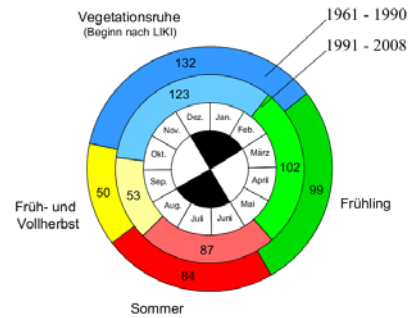 Vegetationsruhe
(Beginn nach LIKI)
1961 - 1990
1991 - 2008
132
123
Dez.
Jan.
Nov.
Feb.
Okt.
März
Sep.
April
Aug.
Mai
Juli
Juni
102
99
50
53
87
84
Früh- und
Vollherbst
Frühling
Sommer